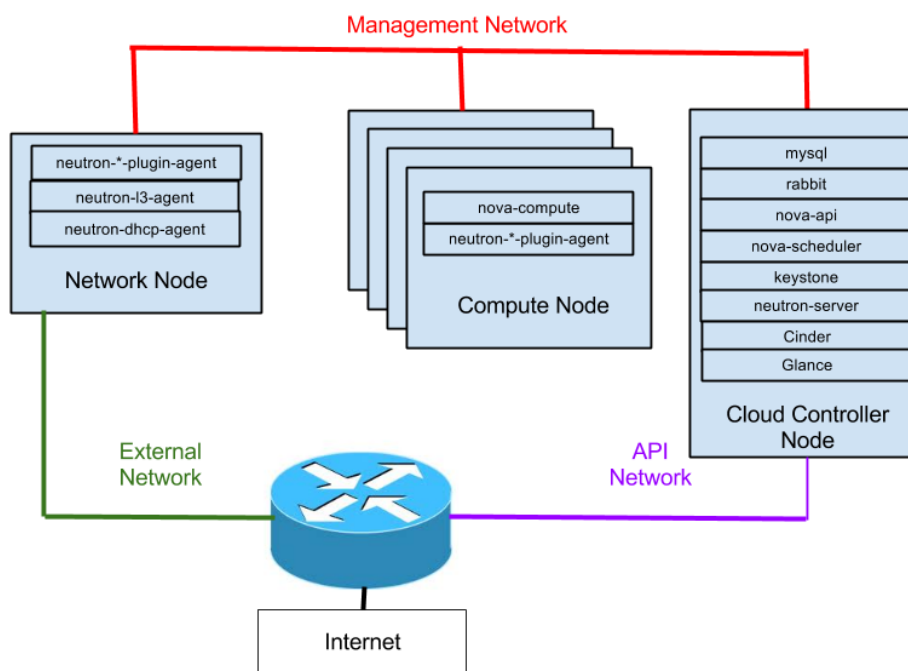 Management Network
neutron-*-plugin-agent
neutron-l3-agent
neutron-dhcp-agent
Network Node
nova-compute
neutron-*-plugin-agent
Compute Node
mysql
rabbit
nova-api
nova-scheduler
keystone
neutron-server
Cinder
Glance
Cloud Controller
Node
External
Network
API
Network
Internet